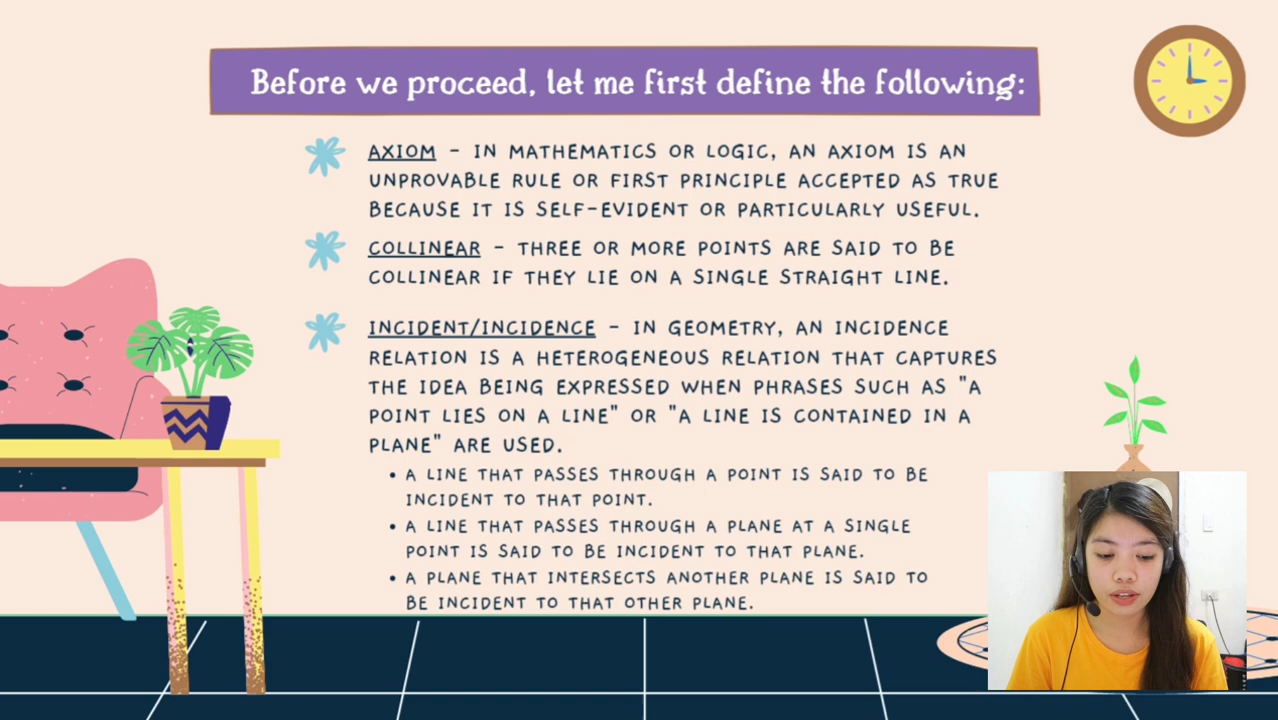 Before we proceed, let me first define the following:
AXIOM - IN MATHEMATICS OR LOGIC, AN AXIOM IS AN
UNPROVABLE RULE OR FIRST PRINCIPLE ACCEPTED AS TRUE
BECAUSE IT IS SELF-EVIDENT OR PARTICULARLY USEFUL.
COLLINEAR - THREE OR MORE POINTS ARE SAID TO BE
COLLINEAR IF THEY LIE ON A SINGLE STRAIGHT LINE.
INCIDENT/INCIDENCE - IN GEOMETRY, AN INCIDENCE
RELATION IS A HETEROGENEOUS RELATION THAT CAPTURES
THE IDEA BEING EXPRESSED WHEN PHRASES SUCH AS "A
POINT LIES ON A LINE" OR "A LINE IS CONTAINED IN A
PLANE" ARE USED.
• A LINE THAT PASSES THROUGH A POINT IS SAID TO BE
INCIDENT TO THAT POINT.
• A LINE THAT PASSES THROUGH A PLANE AT A SINGLE
POINT IS SAID TO BE INCIDENT TO THAT PLANE.
• A PLANE THAT INTERSECTS ANOTHER PLANE IS SAID TO
BE INCIDENT TO THAT OTHER PLANE.